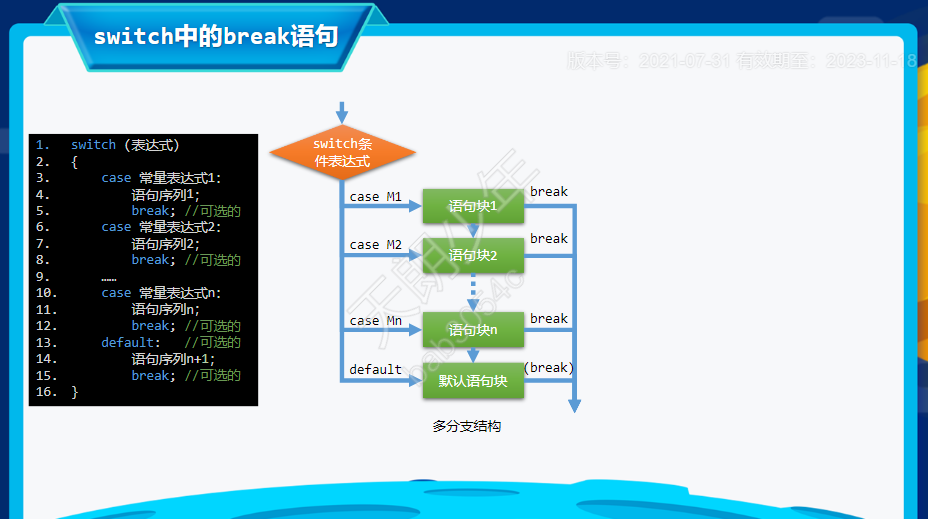 switch中的break语句
版本号：2021-07-31 有效期至：2023-11-18
1. switch (表达式)
2. {
3. case 常量表达式1:
4. 语句序列1;
5. break; //可选的
6. case 常量表达式2:
7. 语句序列2;
8. break; //可选的
9. ……
10. case 常量表达式n:
11. 语句序列n;
12. break; //可选的
13. default: //可选的
14. 语句序列n+1;
15. break; //可选的
16. }
switch条
件表达式
case M1
语句块1
break
case M2
语句块2
break
case Mn
语句块n
break
default
默认语句块
(break)
多分支结构
天朗少年